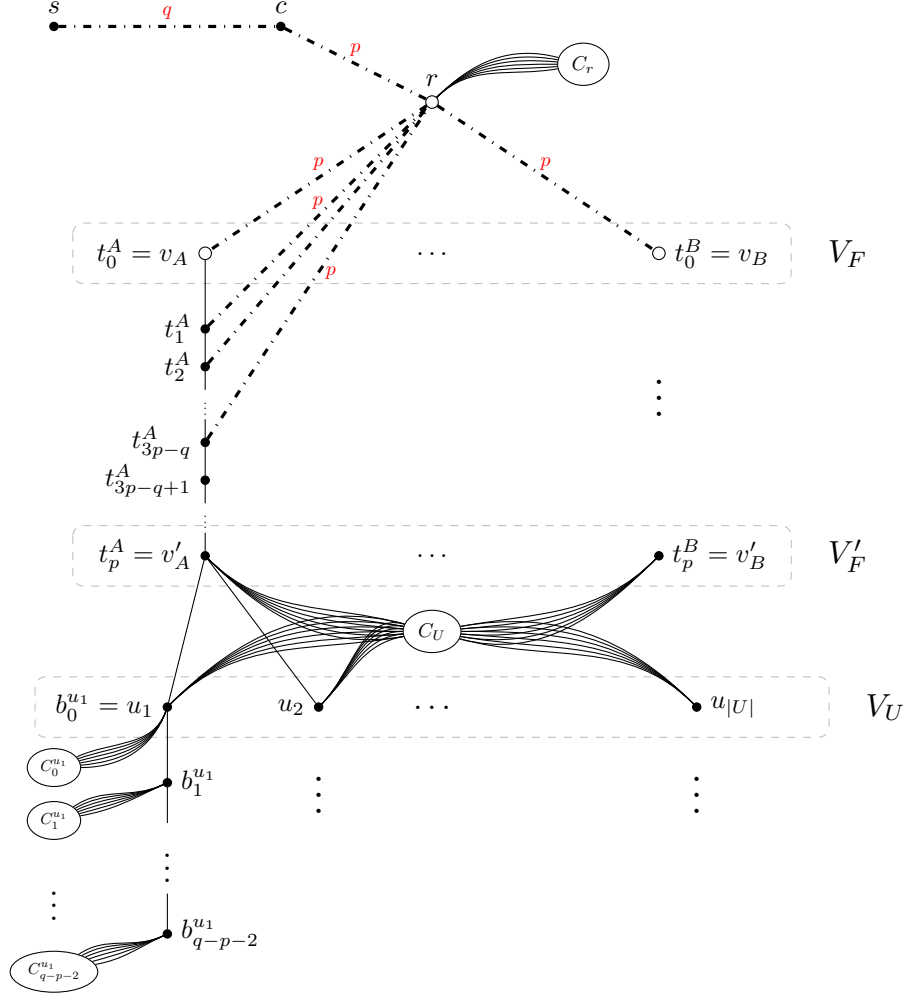 s q c
p
r C_r
p p
p
p
t_0^A = v_A ⋯ t_0^B = v_B V_F
t_1^A
t_2^A
⋮
t_{3p−q}^A
t_{3p−q+1}^A
t_p^A = v'_A ⋯ t_p^B = v'_B V'_F
C_U
b_0^{u_1} = u_1 u_2 ⋯ u_{|U|} V_U
C_0^{u_1}
b_1^{u_1} ⋮ ⋮
C_1^{u_1}
⋮
⋮
b_{q−p−2}^{u_1}
C_{q−p−2}^{u_1}